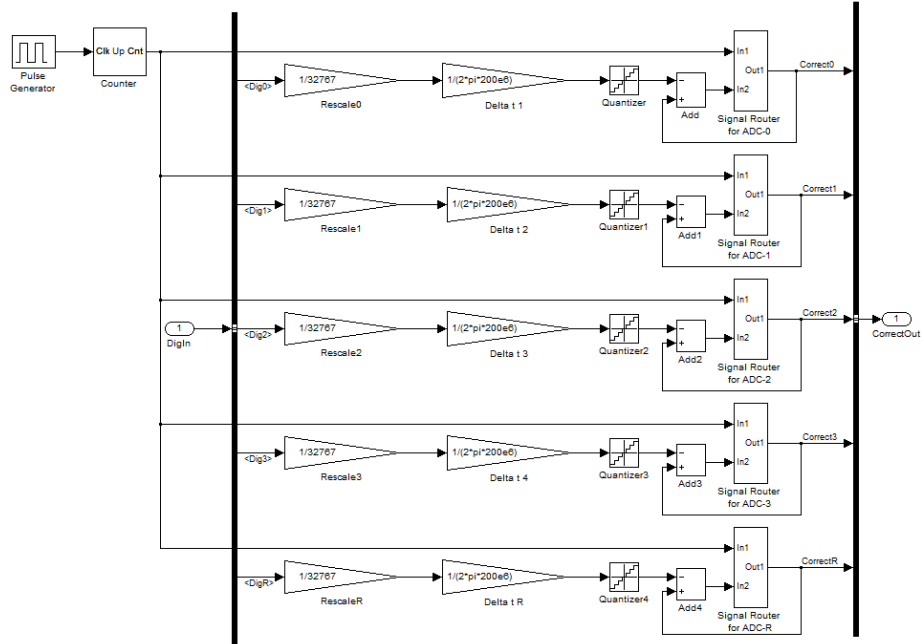 Pulse
Generator
Clk Up Cnt
Counter
<Dig0>
1/32767
Rescale0
1/(2*pi*200e6)
Delta t 1
Quantizer
−
+
Add
In1
Out1
In2
Signal Router
for ADC-0
Correct0
<Dig1>
1/32767
Rescale1
1/(2*pi*200e6)
Delta t 2
Quantizer1
−
+
Add1
In1
Out1
In2
Signal Router
for ADC-1
Correct1
1
DigIn
<Dig2>
1/32767
Rescale2
1/(2*pi*200e6)
Delta t 3
Quantizer2
−
+
Add2
In1
Out1
In2
Signal Router
for ADC-2
Correct2
1
CorrectOut
<Dig3>
1/32767
Rescale3
1/(2*pi*200e6)
Delta t 4
Quantizer3
−
+
Add3
In1
Out1
In2
Signal Router
for ADC-3
Correct3
<DigR>
1/32767
RescaleR
1/(2*pi*200e6)
Delta t R
Quantizer4
−
+
Add4
In1
Out1
In2
Signal Router
for ADC-R
CorrectR